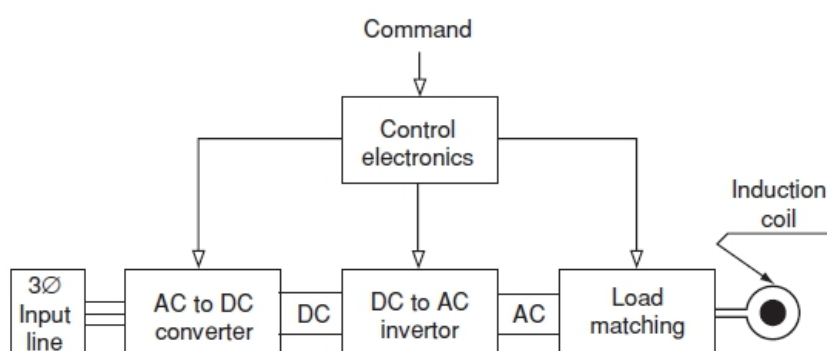 Command
Control
electronics
Induction
coil
3∅
Input
line
AC to DC
converter
DC
DC to AC
invertor
AC
Load
matching